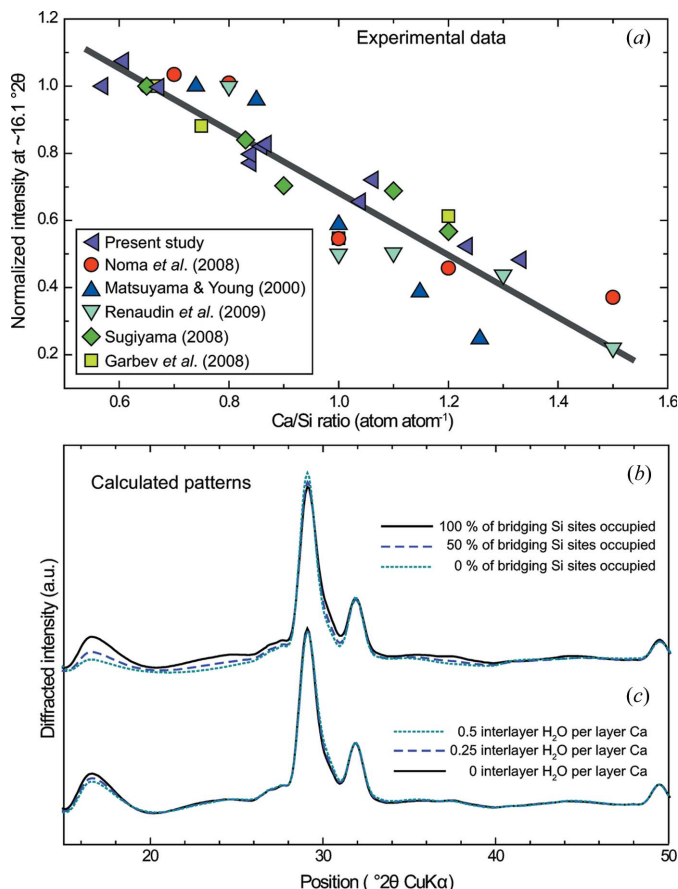 Experimental data
(a)
Normalized intensity at ~16.1 °2θ
1.2
1.0
0.8
0.6
0.4
0.2
Present study
Noma et al. (2008)
Matsuyama & Young (2000)
Renaudin et al. (2009)
Sugiyama (2008)
Garbev et al. (2008)
0.6 0.8 1.0 1.2 1.4 1.6
Ca/Si ratio (atom atom⁻¹)
Calculated patterns
(b)
100 % of bridging Si sites occupied
50 % of bridging Si sites occupied
0 % of bridging Si sites occupied
Diffracted intensity (a.u.)
(c)
0.5 interlayer H₂O per layer Ca
0.25 interlayer H₂O per layer Ca
0 interlayer H₂O per layer Ca
20 30 40 50
Position ( °2θ CuKα)